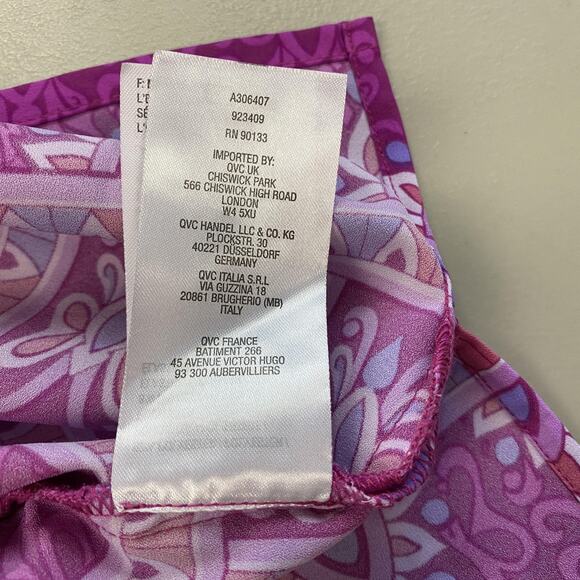 A306407
923409
RN 90133
IMPORTED BY:
QVC UK
CHISWICK PARK
566 CHISWICK HIGH ROAD
LONDON
W4 5XU
QVC HANDEL LLC & CO. KG
PLOCKSTR. 30
40221 DÜSSELDORF
GERMANY
QVC ITALIA S.R.L
VIA GUZZINA 18
20861 BRUGHERIO (MB)
ITALY
QVC FRANCE
BATIMENT 266
45 AVENUE VICTOR HUGO
93 300 AUBERVILLIERS